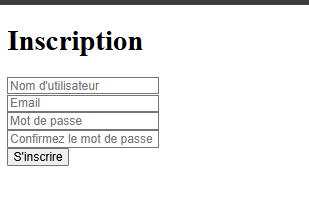 Inscription
Nom d'utilisateur
Email
Mot de passe
Confirmez le mot de passe
S'inscrire